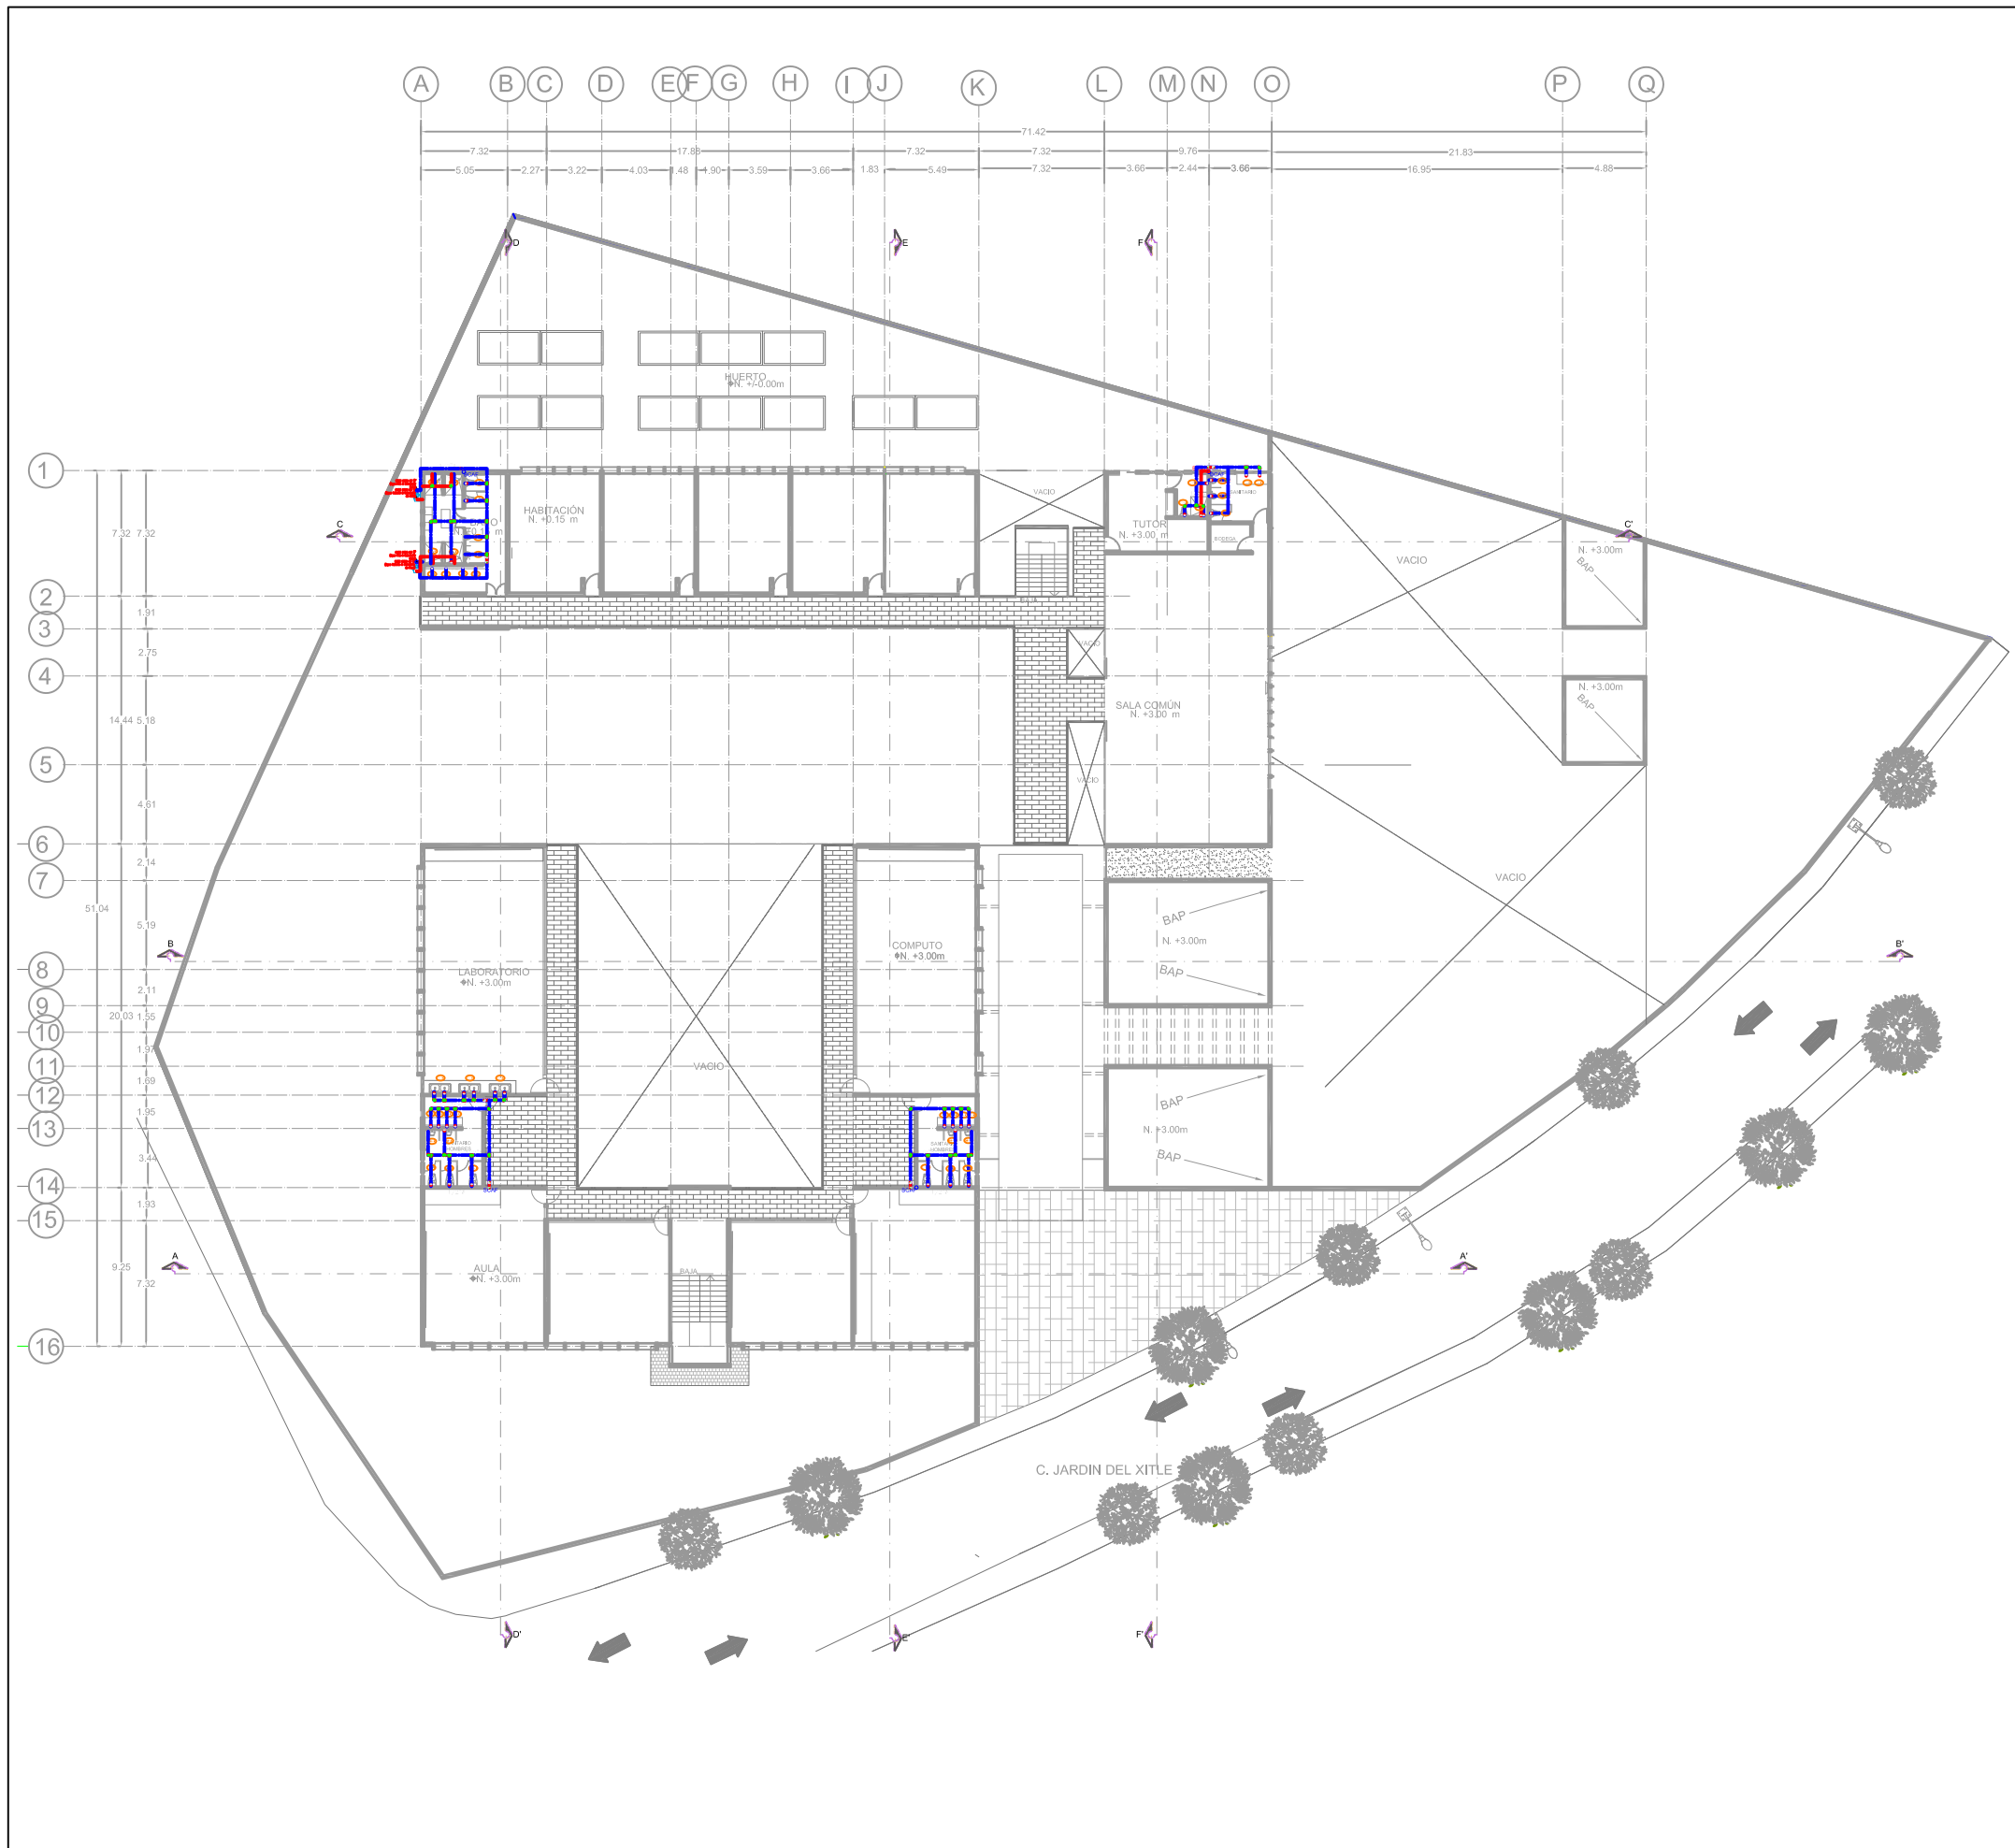 A B C D E F G H I J K L M N O P Q
71.42
7.32 17.88 7.32 7.32 9.76 21.83
5.05 2.27 3.22 4.03 1.48 1.90 3.59 3.66 1.83 5.49 7.32 3.66 2.44 3.66 16.95 4.88
D E F
HUERTO
N. +/-0.00m
1
SCAF
VACIO
HABITACIÓN
N. +0.15 m
SANITARIO
TUTOR
N. +3.00 m
BODEGA
C C'
7.32 7.32
N. +3.00m
BAP
VACIO
2
BAJA
1.91
3
2.75
VACIO
4
N. +3.00m
BAP
SALA COMÚN
N. +3.00 m
14.44 5.18
5
VACIO
4.61
6
2.14
7
VACIO
51.04
BAP
5.19
N. +3.00m
COMPUTO
N. +3.00m
B B'
8
LABORATORIO
N. +3.00m
BAP
2.11
9
20.03 1.55
10
1.97
11
VACIO
1.69
12
BAP
1.95
13
N. +3.00m
3.44
BAP
14
SCAF
1.93
15
A A'
9.25
AULA
N. +3.00m
BAJA
7.32
16
C. JARDIN DEL XITLE
D' E' F'